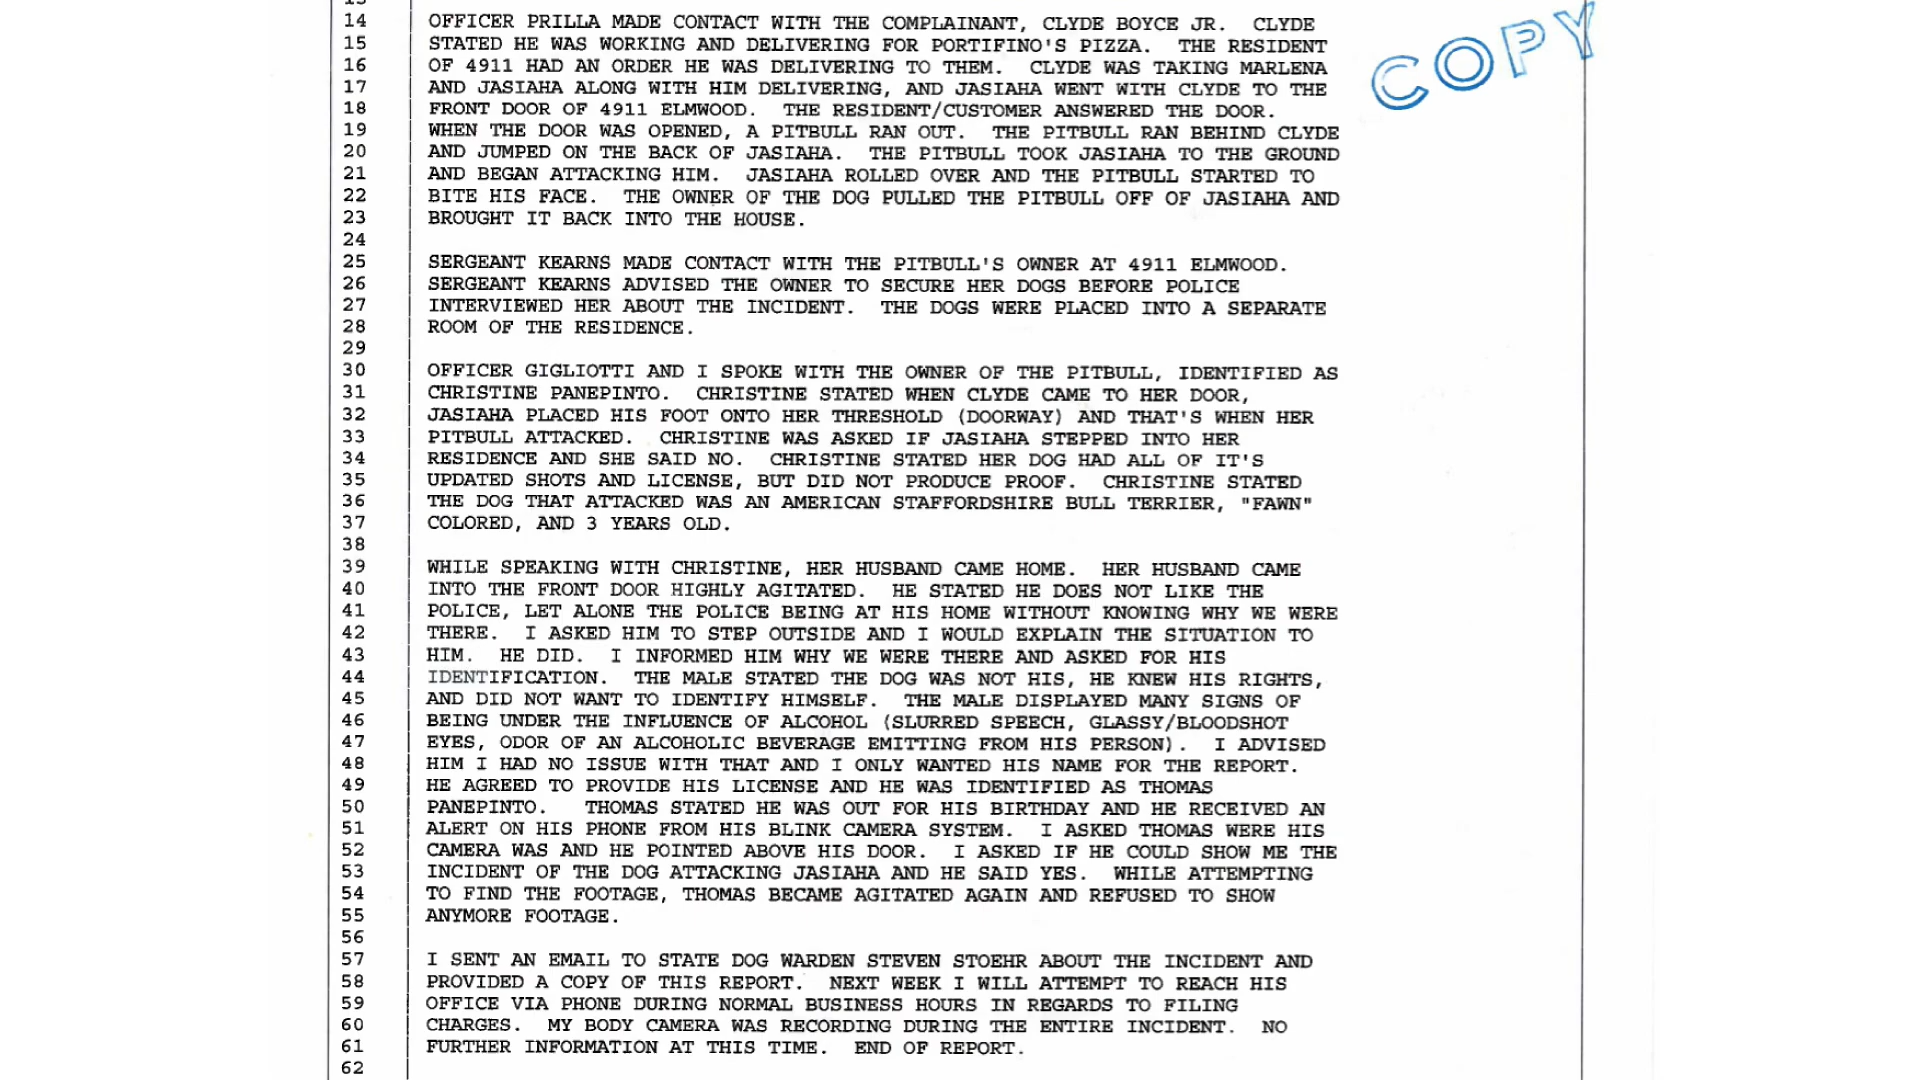 14 OFFICER PRILLA MADE CONTACT WITH THE COMPLAINANT, CLYDE BOYCE JR. CLYDE
15 STATED HE WAS WORKING AND DELIVERING FOR PORTIFINO'S PIZZA. THE RESIDENT
16 OF 4911 HAD AN ORDER HE WAS DELIVERING TO THEM. CLYDE WAS TAKING MARLENA
17 AND JASIAHA ALONG WITH HIM DELIVERING, AND JASIAHA WENT WITH CLYDE TO THE
18 FRONT DOOR OF 4911 ELMWOOD. THE RESIDENT/CUSTOMER ANSWERED THE DOOR.
19 WHEN THE DOOR WAS OPENED, A PITBULL RAN OUT. THE PITBULL RAN BEHIND CLYDE
20 AND JUMPED ON THE BACK OF JASIAHA. THE PITBULL TOOK JASIAHA TO THE GROUND
21 AND BEGAN ATTACKING HIM. JASIAHA ROLLED OVER AND THE PITBULL STARTED TO
22 BITE HIS FACE. THE OWNER OF THE DOG PULLED THE PITBULL OFF OF JASIAHA AND
23 BROUGHT IT BACK INTO THE HOUSE.
24
25 SERGEANT KEARNS MADE CONTACT WITH THE PITBULL'S OWNER AT 4911 ELMWOOD.
26 SERGEANT KEARNS ADVISED THE OWNER TO SECURE HER DOGS BEFORE POLICE
27 INTERVIEWED HER ABOUT THE INCIDENT. THE DOGS WERE PLACED INTO A SEPARATE
28 ROOM OF THE RESIDENCE.
29
30 OFFICER GIGLIOTTI AND I SPOKE WITH THE OWNER OF THE PITBULL, IDENTIFIED AS
31 CHRISTINE PANEPINTO. CHRISTINE STATED WHEN CLYDE CAME TO HER DOOR,
32 JASIAHA PLACED HIS FOOT ONTO HER THRESHOLD (DOORWAY) AND THAT'S WHEN HER
33 PITBULL ATTACKED. CHRISTINE WAS ASKED IF JASIAHA STEPPED INTO HER
34 RESIDENCE AND SHE SAID NO. CHRISTINE STATED HER DOG HAD ALL OF IT'S
35 UPDATED SHOTS AND LICENSE, BUT DID NOT PRODUCE PROOF. CHRISTINE STATED
36 THE DOG THAT ATTACKED WAS AN AMERICAN STAFFORDSHIRE BULL TERRIER, "FAWN"
37 COLORED, AND 3 YEARS OLD.
38
39 WHILE SPEAKING WITH CHRISTINE, HER HUSBAND CAME HOME. HER HUSBAND CAME
40 INTO THE FRONT DOOR HIGHLY AGITATED. HE STATED HE DOES NOT LIKE THE
41 POLICE, LET ALONE THE POLICE BEING AT HIS HOME WITHOUT KNOWING WHY WE WERE
42 THERE. I ASKED HIM TO STEP OUTSIDE AND I WOULD EXPLAIN THE SITUATION TO
43 HIM. HE DID. I INFORMED HIM WHY WE WERE THERE AND ASKED FOR HIS
44 IDENTIFICATION. THE MALE STATED THE DOG WAS NOT HIS, HE KNEW HIS RIGHTS,
45 AND DID NOT WANT TO IDENTIFY HIMSELF. THE MALE DISPLAYED MANY SIGNS OF
46 BEING UNDER THE INFLUENCE OF ALCOHOL (SLURRED SPEECH, GLASSY/BLOODSHOT
47 EYES, ODOR OF AN ALCOHOLIC BEVERAGE EMITTING FROM HIS PERSON). I ADVISED
48 HIM I HAD NO ISSUE WITH THAT AND I ONLY WANTED HIS NAME FOR THE REPORT.
49 HE AGREED TO PROVIDE HIS LICENSE AND HE WAS IDENTIFIED AS THOMAS
50 PANEPINTO. THOMAS STATED HE WAS OUT FOR HIS BIRTHDAY AND HE RECEIVED AN
51 ALERT ON HIS PHONE FROM HIS BLINK CAMERA SYSTEM. I ASKED THOMAS WERE HIS
52 CAMERA WAS AND HE POINTED ABOVE HIS DOOR. I ASKED IF HE COULD SHOW ME THE
53 INCIDENT OF THE DOG ATTACKING JASIAHA AND HE SAID YES. WHILE ATTEMPTING
54 TO FIND THE FOOTAGE, THOMAS BECAME AGITATED AGAIN AND REFUSED TO SHOW
55 ANYMORE FOOTAGE.
56
57 I SENT AN EMAIL TO STATE DOG WARDEN STEVEN STOEHR ABOUT THE INCIDENT AND
58 PROVIDED A COPY OF THIS REPORT. NEXT WEEK I WILL ATTEMPT TO REACH HIS
59 OFFICE VIA PHONE DURING NORMAL BUSINESS HOURS IN REGARDS TO FILING
60 CHARGES. MY BODY CAMERA WAS RECORDING DURING THE ENTIRE INCIDENT. NO
61 FURTHER INFORMATION AT THIS TIME. END OF REPORT.
62
COPY